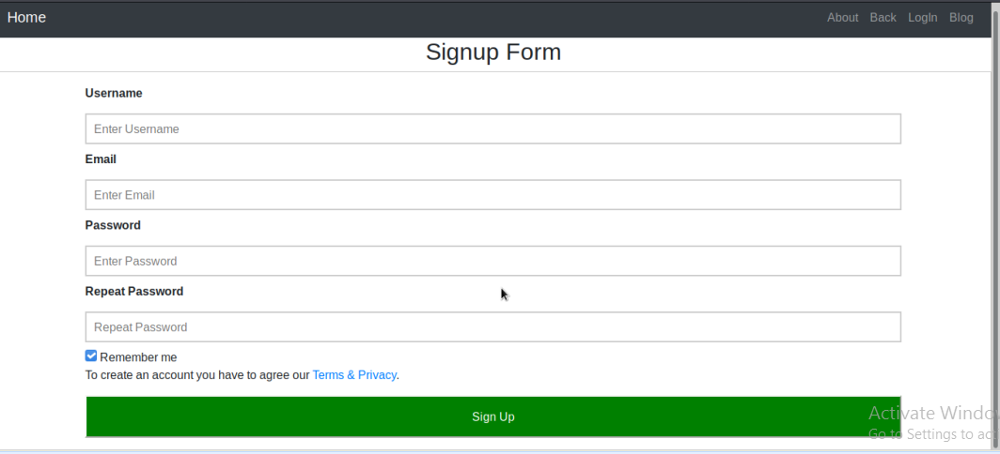 Home About Back LogIn Blog
Signup Form
Username
Enter Username
Email
Enter Email
Password
Enter Password
Repeat Password
Repeat Password
Remember me
To create an account you have to agree our Terms & Privacy.
Sign Up
Activate Windo
Go to Settings to ac